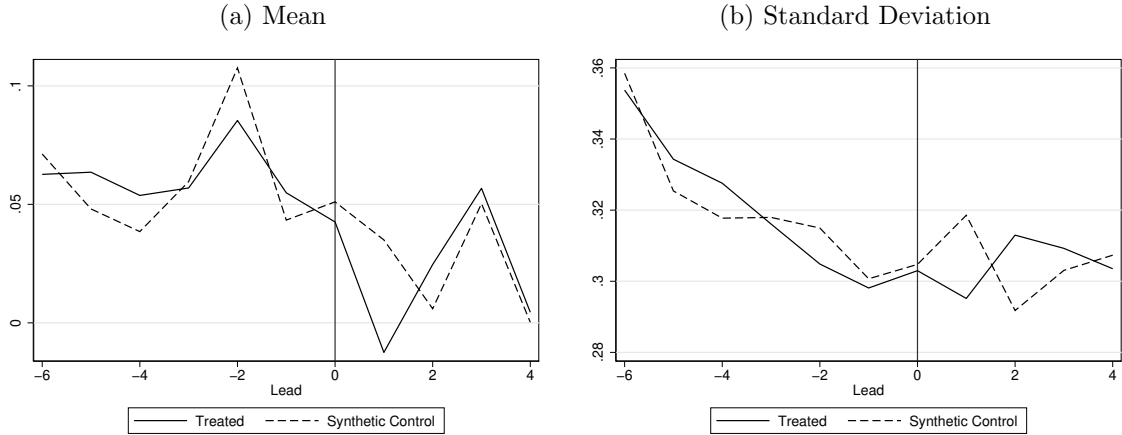 (a) Mean
.1
.05
0
−6 −4 −2 0 2 4
Lead
Treated Synthetic Control
(b) Standard Deviation
.36
.34
.32
.3
.28
−6 −4 −2 0 2 4
Lead
Treated Synthetic Control